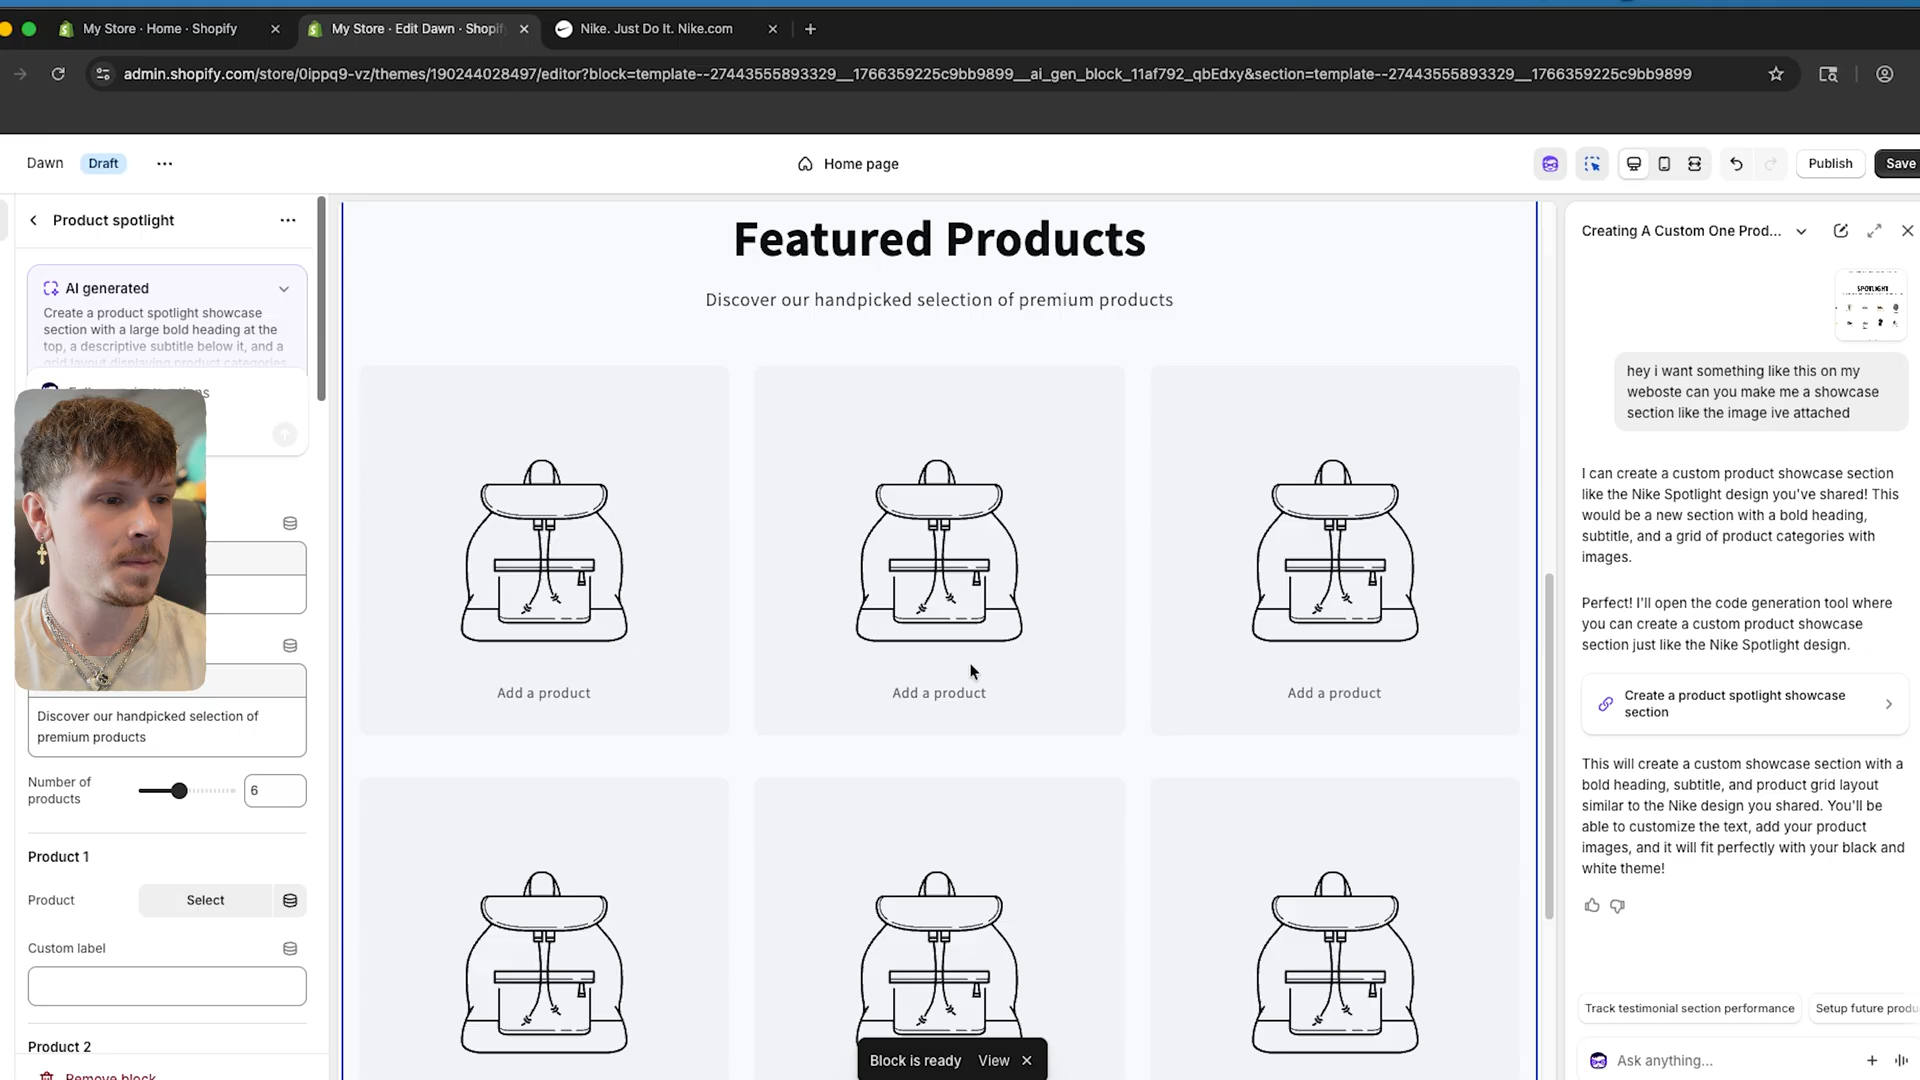 My Store · Home · Shopify
My Store · Edit Dawn · Shopif
Nike. Just Do It. Nike.com
admin.shopify.com/store/0ippq9-vz/themes/190244028497/editor?block=template--27443555893329__1766359225c9bb9899__ai_gen_block_11af792_qbEdxy&section=template--27443555893329__1766359225c9bb9899
Dawn
Draft
Home page
Publish
Save
Product spotlight
AI generated
Create a product spotlight showcase
section with a large bold heading at the
top, a descriptive subtitle below it, and a
grid layout displaying product categories
Discover our handpicked selection of
premium products
Number of
products
6
Product 1
Product
Select
Custom label
Product 2
Remove block
Featured Products
Discover our handpicked selection of premium products
Add a product
Add a product
Add a product
Block is ready
View
Creating A Custom One Prod...
SPOTLIGHT
hey i want something like this on my
weboste can you make me a showcase
section like the image ive attached
I can create a custom product showcase section
like the Nike Spotlight design you've shared! This
would be a new section with a bold heading,
subtitle, and a grid of product categories with
images.
Perfect! I'll open the code generation tool where
you can create a custom product showcase
section just like the Nike Spotlight design.
Create a product spotlight showcase
section
This will create a custom showcase section with a
bold heading, subtitle, and product grid layout
similar to the Nike design you shared. You'll be
able to customize the text, add your product
images, and it will fit perfectly with your black and
white theme!
Track testimonial section performance
Setup future produ
Ask anything...